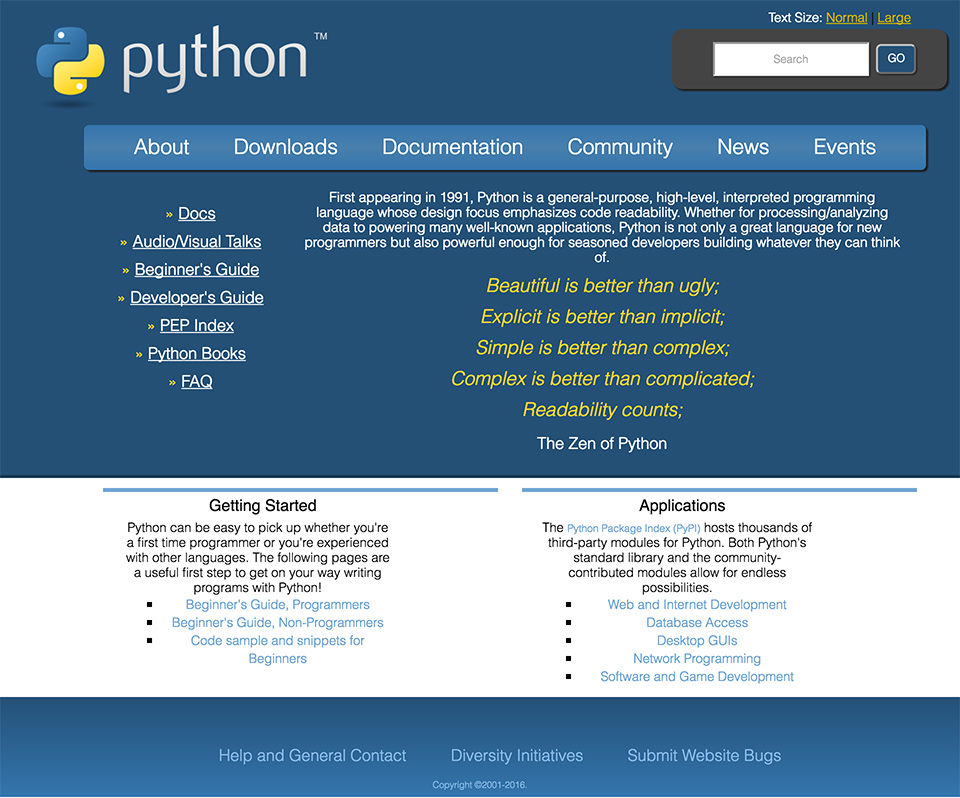 Text Size: Normal | Large
python™
Search
GO
About Downloads Documentation Community News Events
» Docs
» Audio/Visual Talks
» Beginner's Guide
» Developer's Guide
» PEP Index
» Python Books
» FAQ
First appearing in 1991, Python is a general-purpose, high-level, interpreted programming
language whose design focus emphasizes code readability. Whether for processing/analyzing
data to powering many well-known applications, Python is not only a great language for new
programmers but also powerful enough for seasoned developers building whatever they can think
of.
Beautiful is better than ugly;
Explicit is better than implicit;
Simple is better than complex;
Complex is better than complicated;
Readability counts;
The Zen of Python
Getting Started
Python can be easy to pick up whether you're
a first time programmer or you're experienced
with other languages. The following pages are
a useful first step to get on your way writing
programs with Python!
Beginner's Guide, Programmers
Beginner's Guide, Non-Programmers
Code sample and snippets for
Beginners
Applications
The Python Package Index (PyPI) hosts thousands of
third-party modules for Python. Both Python's
standard library and the community-
contributed modules allow for endless
possibilities.
Web and Internet Development
Database Access
Desktop GUIs
Network Programming
Software and Game Development
Help and General Contact Diversity Initiatives Submit Website Bugs
Copyright ©2001-2016.